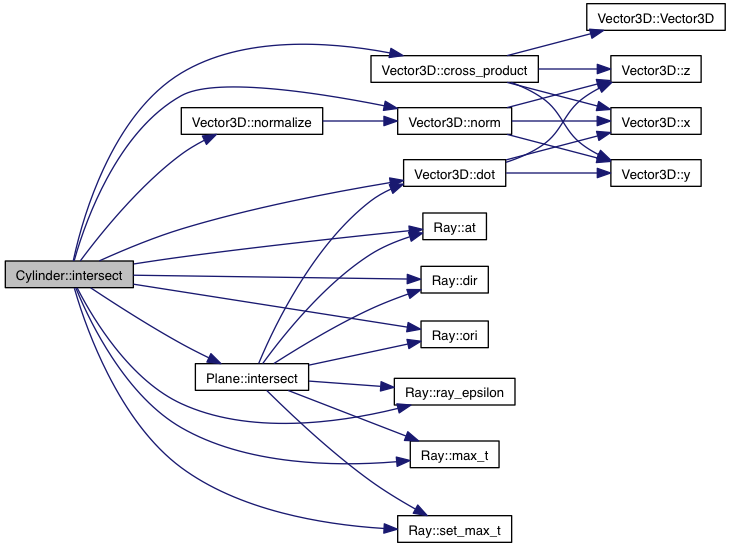 Vector3D::Vector3D
Vector3D::cross_product
Vector3D::z
Vector3D::normalize
Vector3D::norm
Vector3D::x
Vector3D::dot
Vector3D::y
Ray::at
Cylinder::intersect
Ray::dir
Ray::ori
Plane::intersect
Ray::ray_epsilon
Ray::max_t
Ray::set_max_t